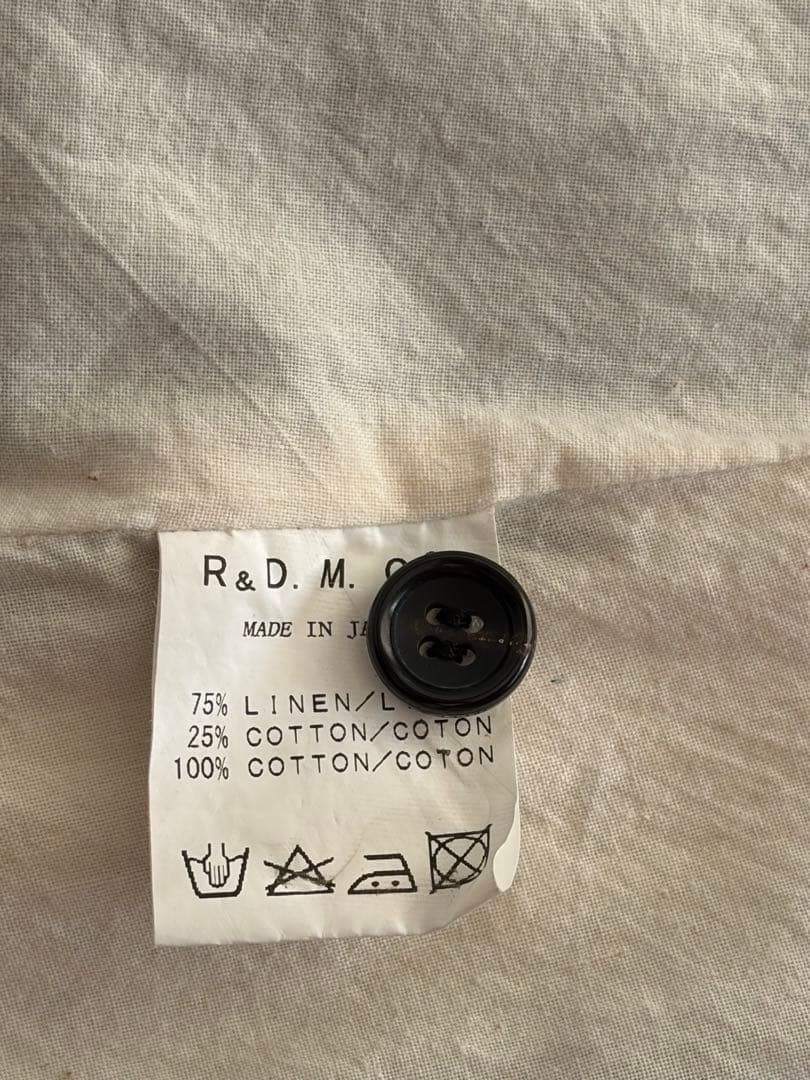 R & D. M.
MADE IN
75% LINEN/
25% COTTON/COTON
100% COTTON/COTON